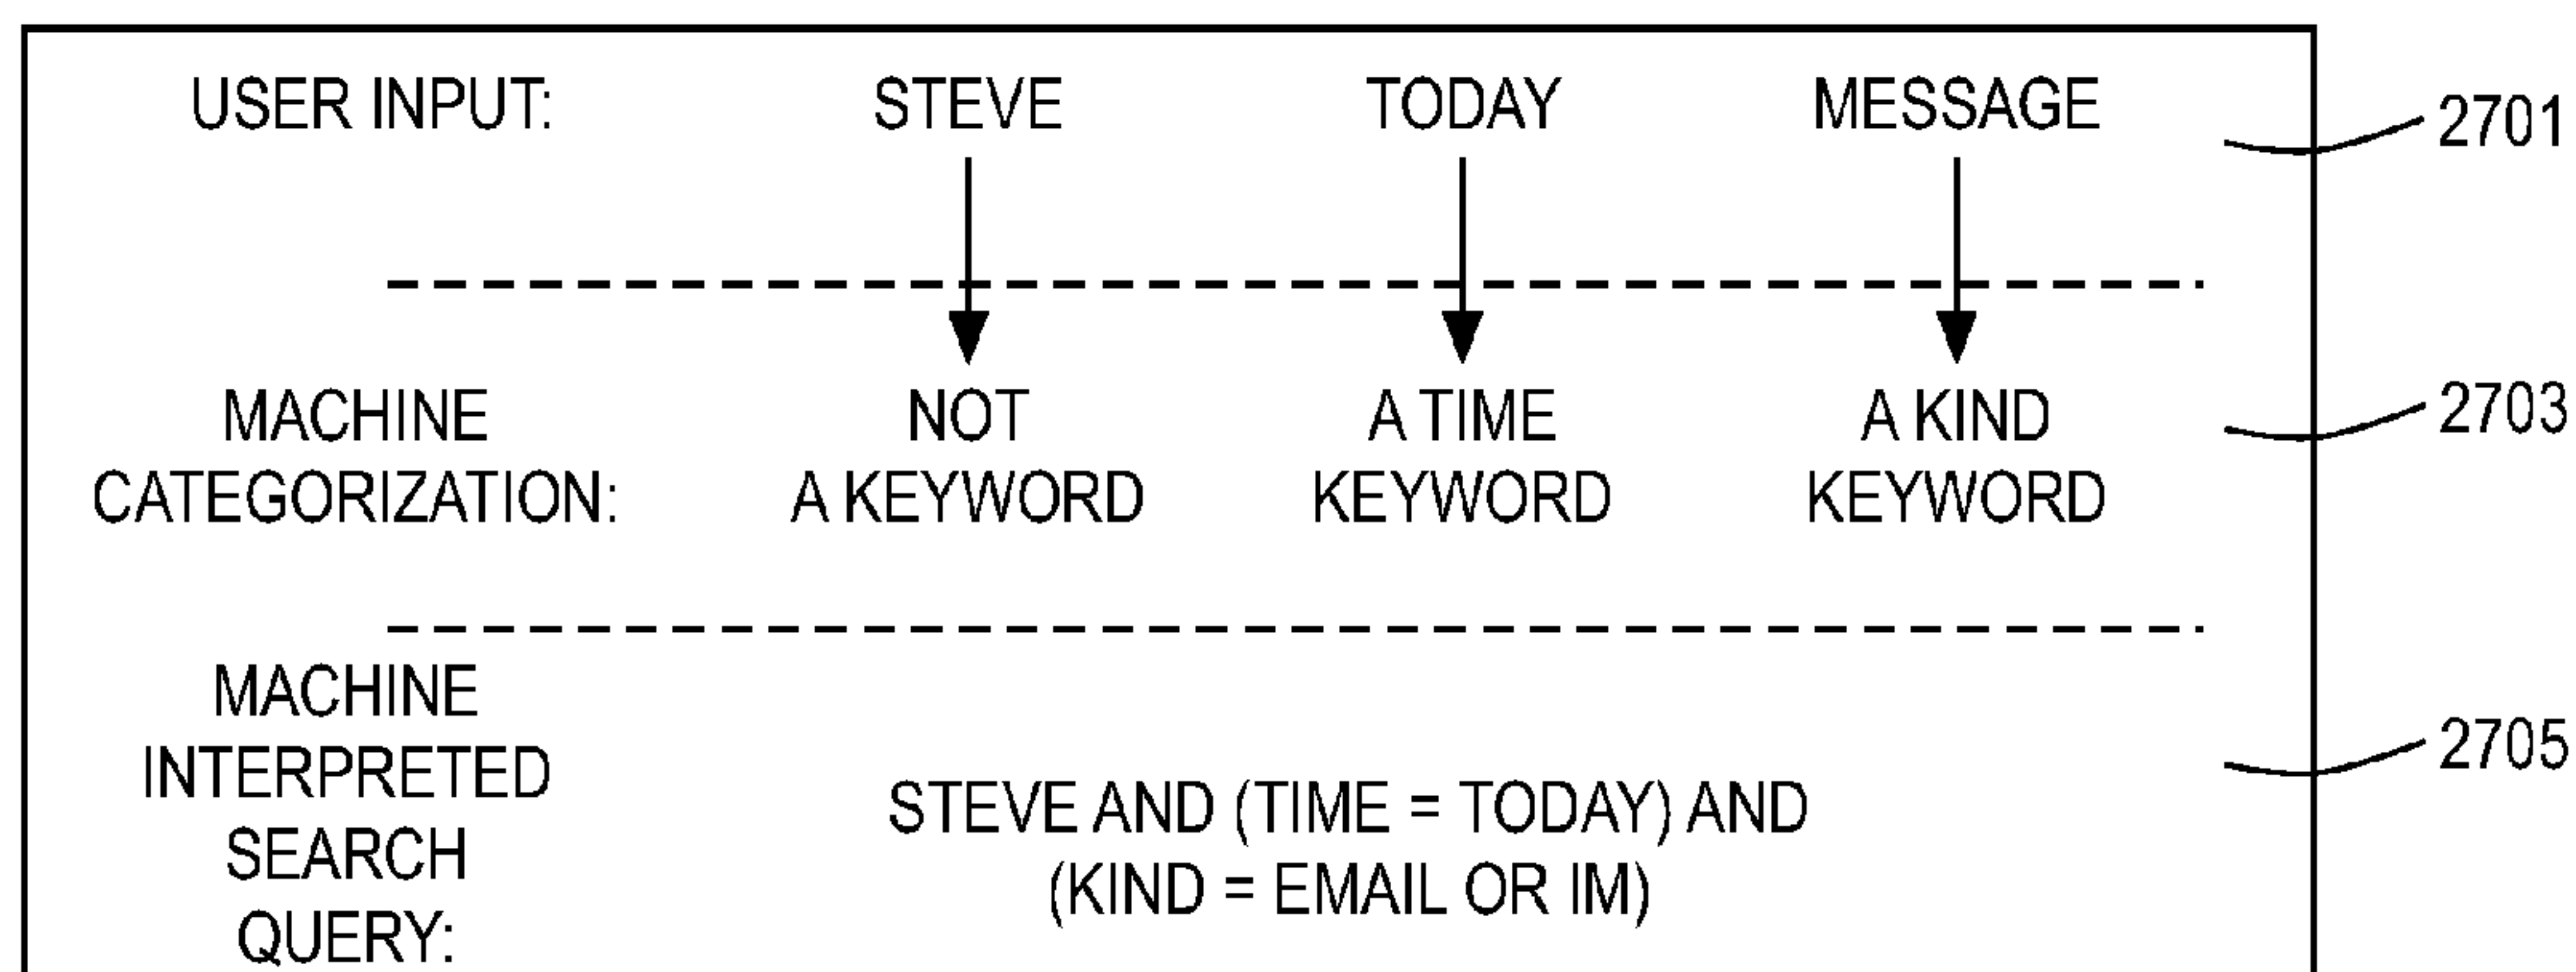 USER INPUT: STEVE TODAY MESSAGE 2701
MACHINE CATEGORIZATION: NOT A KEYWORD A TIME KEYWORD A KIND KEYWORD 2703
MACHINE INTERPRETED SEARCH QUERY: STEVE AND (TIME = TODAY) AND (KIND = EMAIL OR IM) 2705